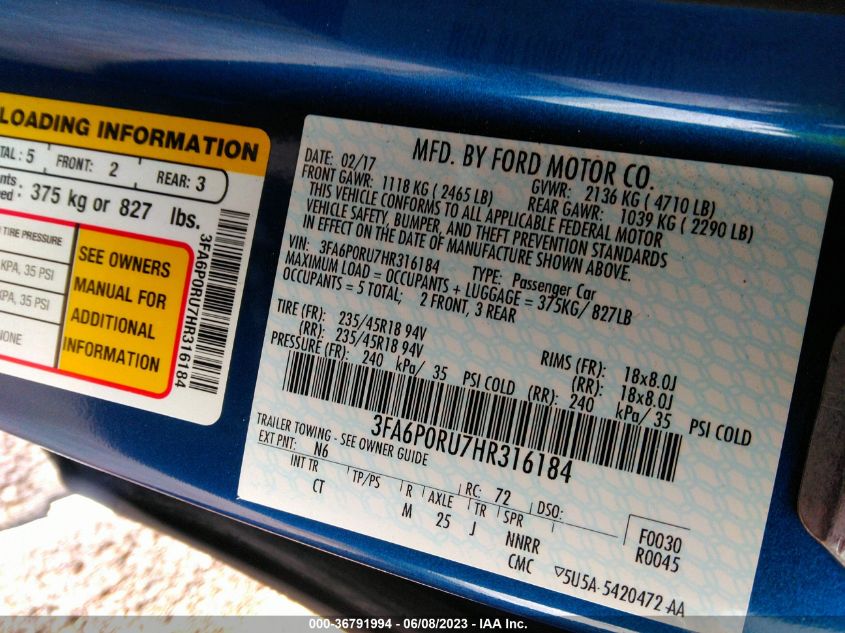 LOADING INFORMATION
TAL : 5 FRONT: 2 REAR: 3
nts
ed : 375 kg or 827 lbs.
TIRE PRESSURE
KPA, 35 PSI
KPA, 35 PSI
ONE
SEE OWNERS
MANUAL FOR
ADDITIONAL
INFORMATION
3FA6P0RU7HR316184
MFD. BY FORD MOTOR CO.
DATE: 02/17 GVWR: 2136 KG ( 4710 LB)
FRONT GAWR: 1118 KG ( 2465 LB) REAR GAWR: 1039 KG ( 2290 LB)
THIS VEHICLE CONFORMS TO ALL APPLICABLE FEDERAL MOTOR
VEHICLE SAFETY, BUMPER, AND THEFT PREVENTION STANDARDS
IN EFFECT ON THE DATE OF MANUFACTURE SHOWN ABOVE.
VIN: 3FA6P0RU7HR316184 TYPE: Passenger Car
MAXIMUM LOAD = OCCUPANTS + LUGGAGE = 375KG/ 827LB
OCCUPANTS = 5 TOTAL; 2 FRONT, 3 REAR
TIRE (FR): 235/45R18 94V RIMS (FR): 18x8.0J
(RR): 235/45R18 94V (RR): 18x8.0J
PRESSURE (FR): 240 kPa/ 35 PSI COLD (RR): 240 kPa/ 35 PSI COLD
3FA6P0RU7HR316184
TRAILER TOWING - SEE OWNER GUIDE
EXT PNT: N6 RC: 72 DSO:
INT TR TP/PS R AXLE TR SPR
CT M 25 J NNRR
CMC
F0030
R0045
▽5U5A-5420472-AA
000-36791994 | 06/08/2023 - IAA Inc.